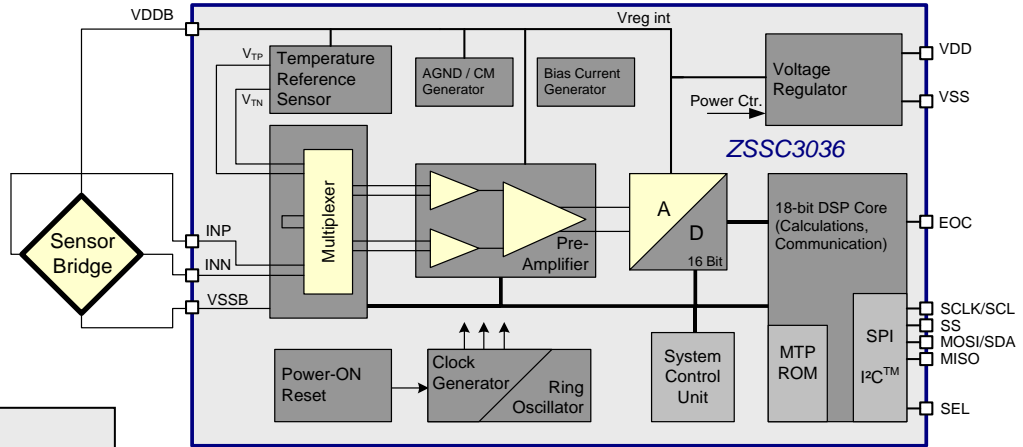 VDDB
Vreg int
VTP
Temperature
Reference
Sensor
VTN
AGND / CM
Generator
Bias Current
Generator
Voltage
Regulator
VDD
VSS
Power Ctr.
ZSSC3036
Sensor
Bridge
INP
INN
VSSB
Multiplexer
Pre-
Amplifier
A
D
16 Bit
18-bit DSP Core
(Calculations,
Communication)
EOC
SCLK/SCL
SS
MOSI/SDA
MISO
SEL
Power-ON
Reset
Clock
Generator
Ring
Oscillator
System
Control
Unit
MTP
ROM
SPI
I²C™